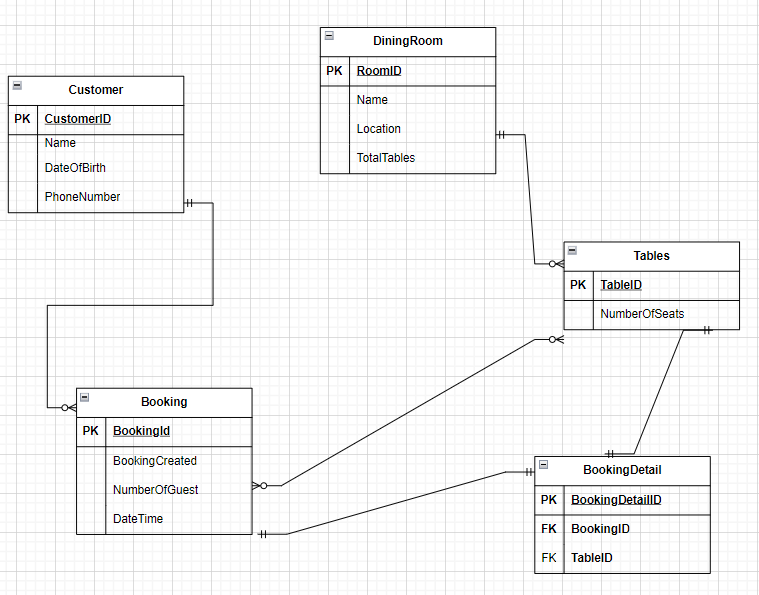 DiningRoom
PK RoomID
Name
Location
TotalTables
Customer
PK CustomerID
Name
DateOfBirth
PhoneNumber
Tables
PK TableID
NumberOfSeats
Booking
PK BookingId
BookingCreated
NumberOfGuest
DateTime
BookingDetail
PK BookingDetailID
FK BookingID
FK TableID